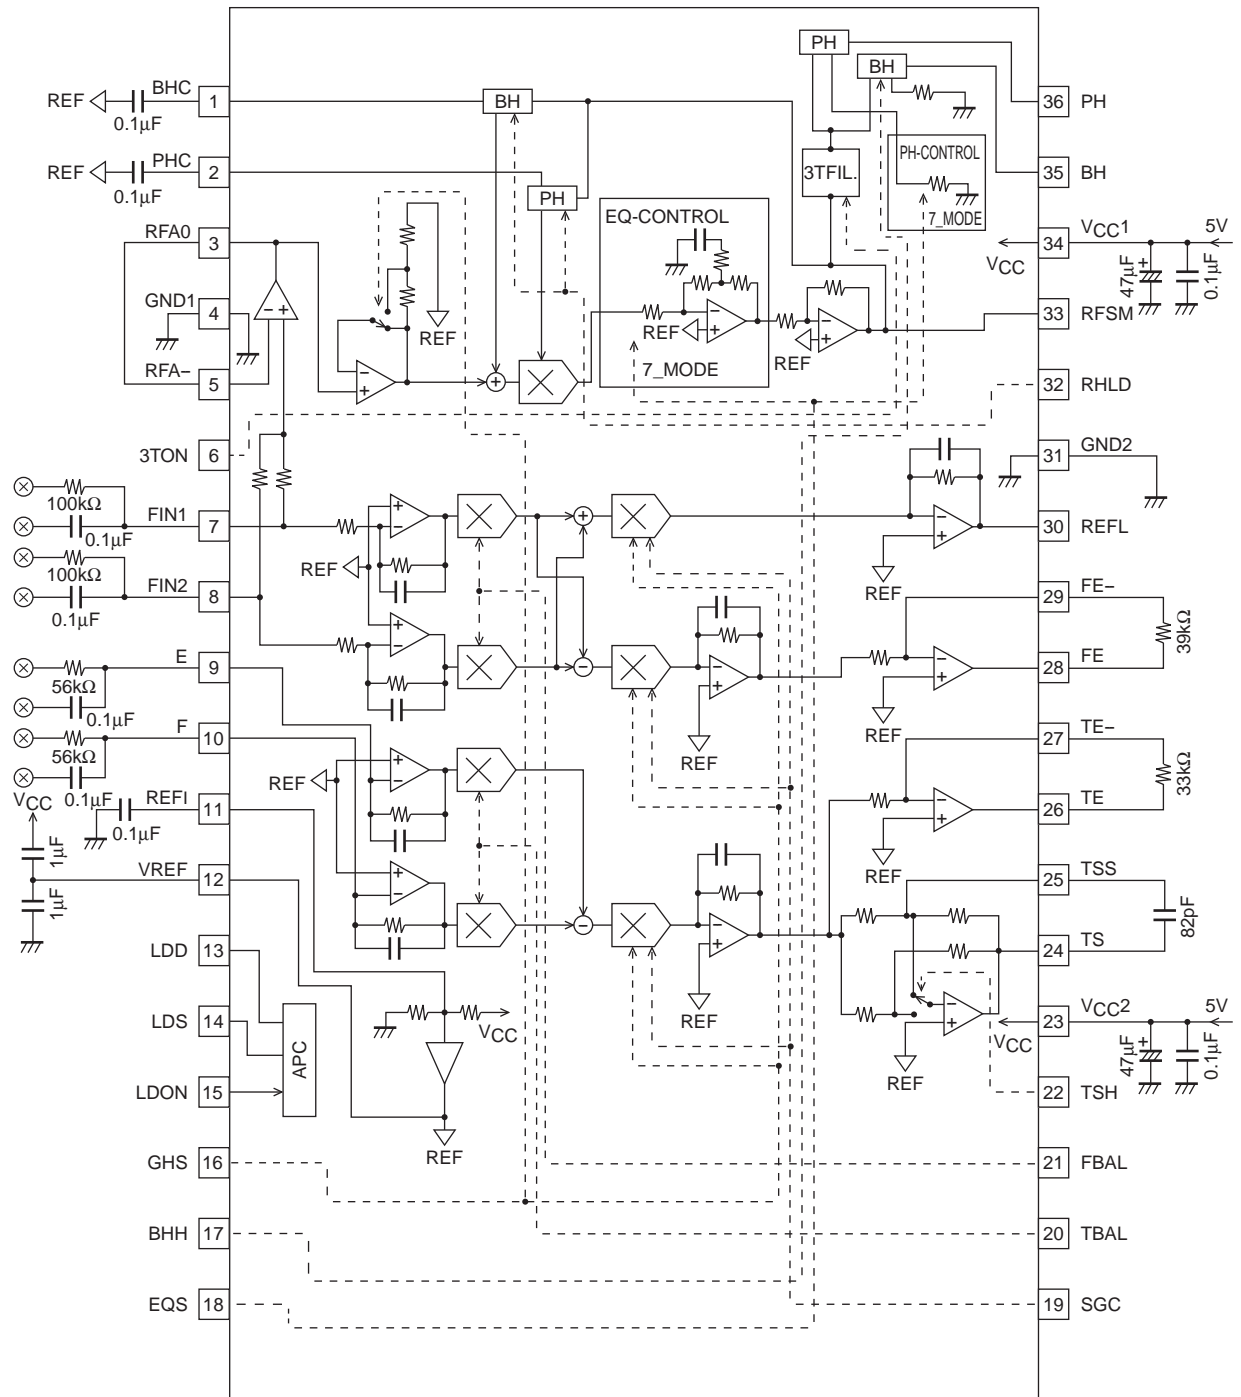 PH
BH
REF
BHC
1
0.1µF
BH
36
PH
REF
PHC
2
0.1µF
PH
3TFIL.
PH-CONTROL
7_MODE
35
BH
RFA0
3
EQ-CONTROL
REF
7_MODE
REF
REF
34
VCC1
5V
VCC
47µF
+
0.1µF
GND1
4
33
RFSM
RFA−
5
32
RHLD
3TON
6
31
GND2
100kΩ
FIN1
7
0.1µF
REF
30
REFL
REF
100kΩ
FIN2
8
0.1µF
29
FE−
39kΩ
E
9
56kΩ
0.1µF
28
FE
REF
REF
F
10
56kΩ
0.1µF
27
TE−
33kΩ
REF
VCC
REFI
11
0.1µF
1µF
26
TE
REF
VREF
12
1µF
25
TSS
82pF
LDD
13
24
TS
REF
LDS
14
VCC
23
VCC2
5V
VCC
REF
47µF
+
0.1µF
APC
LDON
15
22
TSH
REF
GHS
16
21
FBAL
BHH
17
20
TBAL
EQS
18
19
SGC